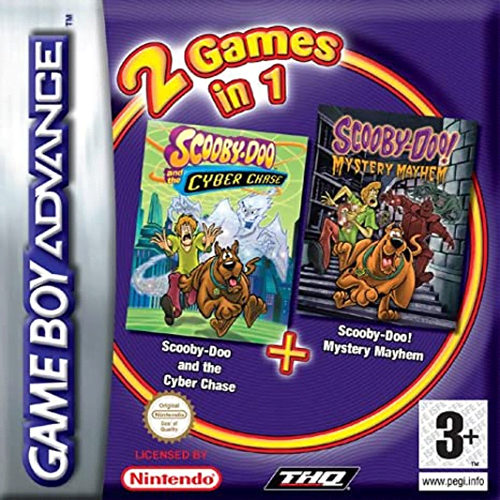 GAME BOY ADVANCE
TM
2 Games
in 1
SCOOBY-DOO
and the
CYBER CHASE
SCOOBY-DOO!
MYSTERY MAYHEM
Scooby-Doo
and the
Cyber Chase
+
Scooby-Doo!
Mystery Mayhem
Original
Nintendo
Seal of
Quality
LICENSED BY
Nintendo
THQ
3+
www.pegi.info